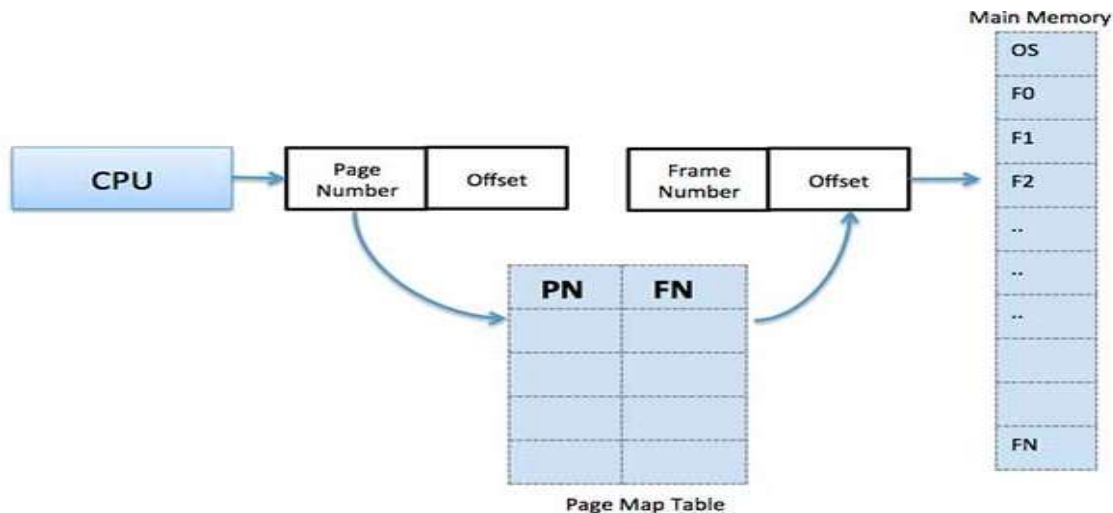 Main Memory
OS
F0
F1
F2
..
..
..
FN
CPU
Page
Number
Offset
Frame
Number
Offset
PN
FN
Page Map Table